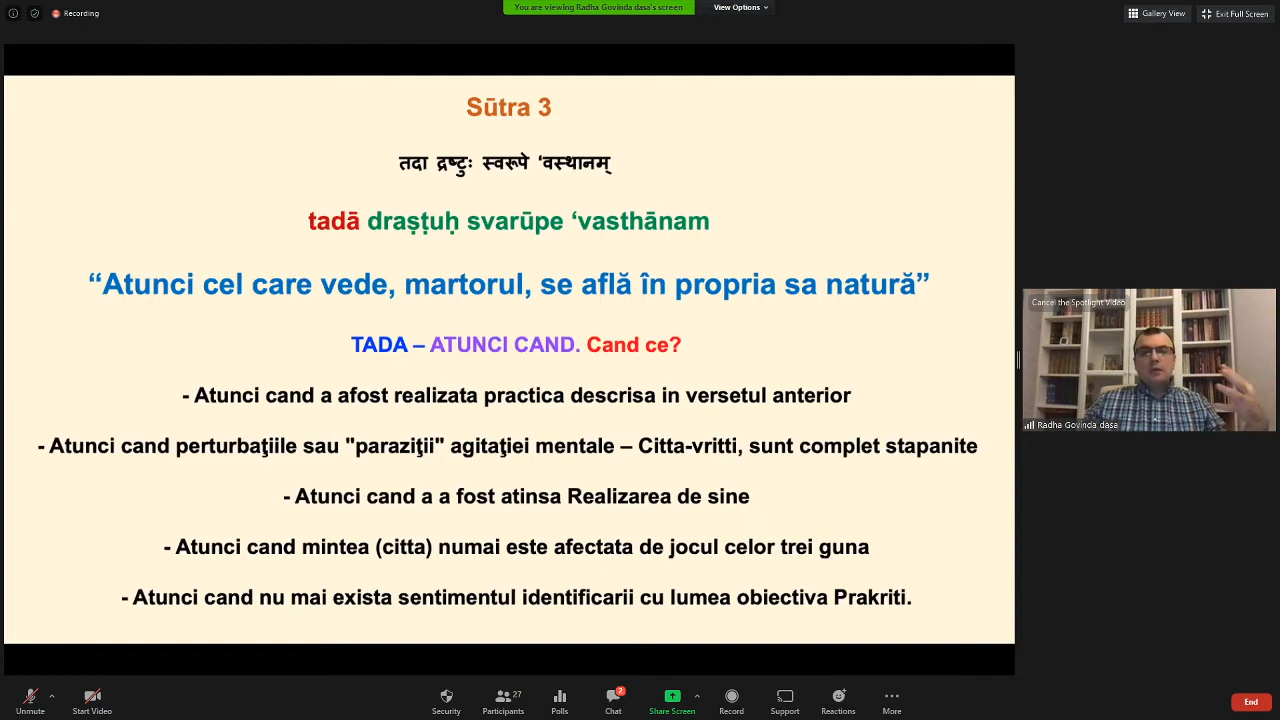 Recording
You are viewing Radha Govinda dasa's screen
View Options
Gallery View
Exit Full Screen
Sūtra 3
तदा द्रष्टुः स्वरूपे ‘वस्थानम्
tadā draṣṭuḥ svarūpe ‘vasthānam
“Atunci cel care vede, martorul, se află în propria sa natură”
TADA – ATUNCI CAND. Cand ce?
- Atunci cand a afost realizata practica descrisa in versetul anterior
- Atunci cand perturbaţiile sau "paraziţii" agitaţiei mentale – Citta-vritti, sunt complet stapanite
- Atunci cand a a fost atinsa Realizarea de sine
- Atunci cand mintea (citta) numai este afectata de jocul celor trei guna
- Atunci cand nu mai exista sentimentul identificarii cu lumea obiectiva Prakriti.
Cancel the Spotlight Video
Radha Govinda dasa
Unmute
Start Video
Security
Participants 27
Polls
Chat 2
Share Screen
Record
Support
Reactions
More
End